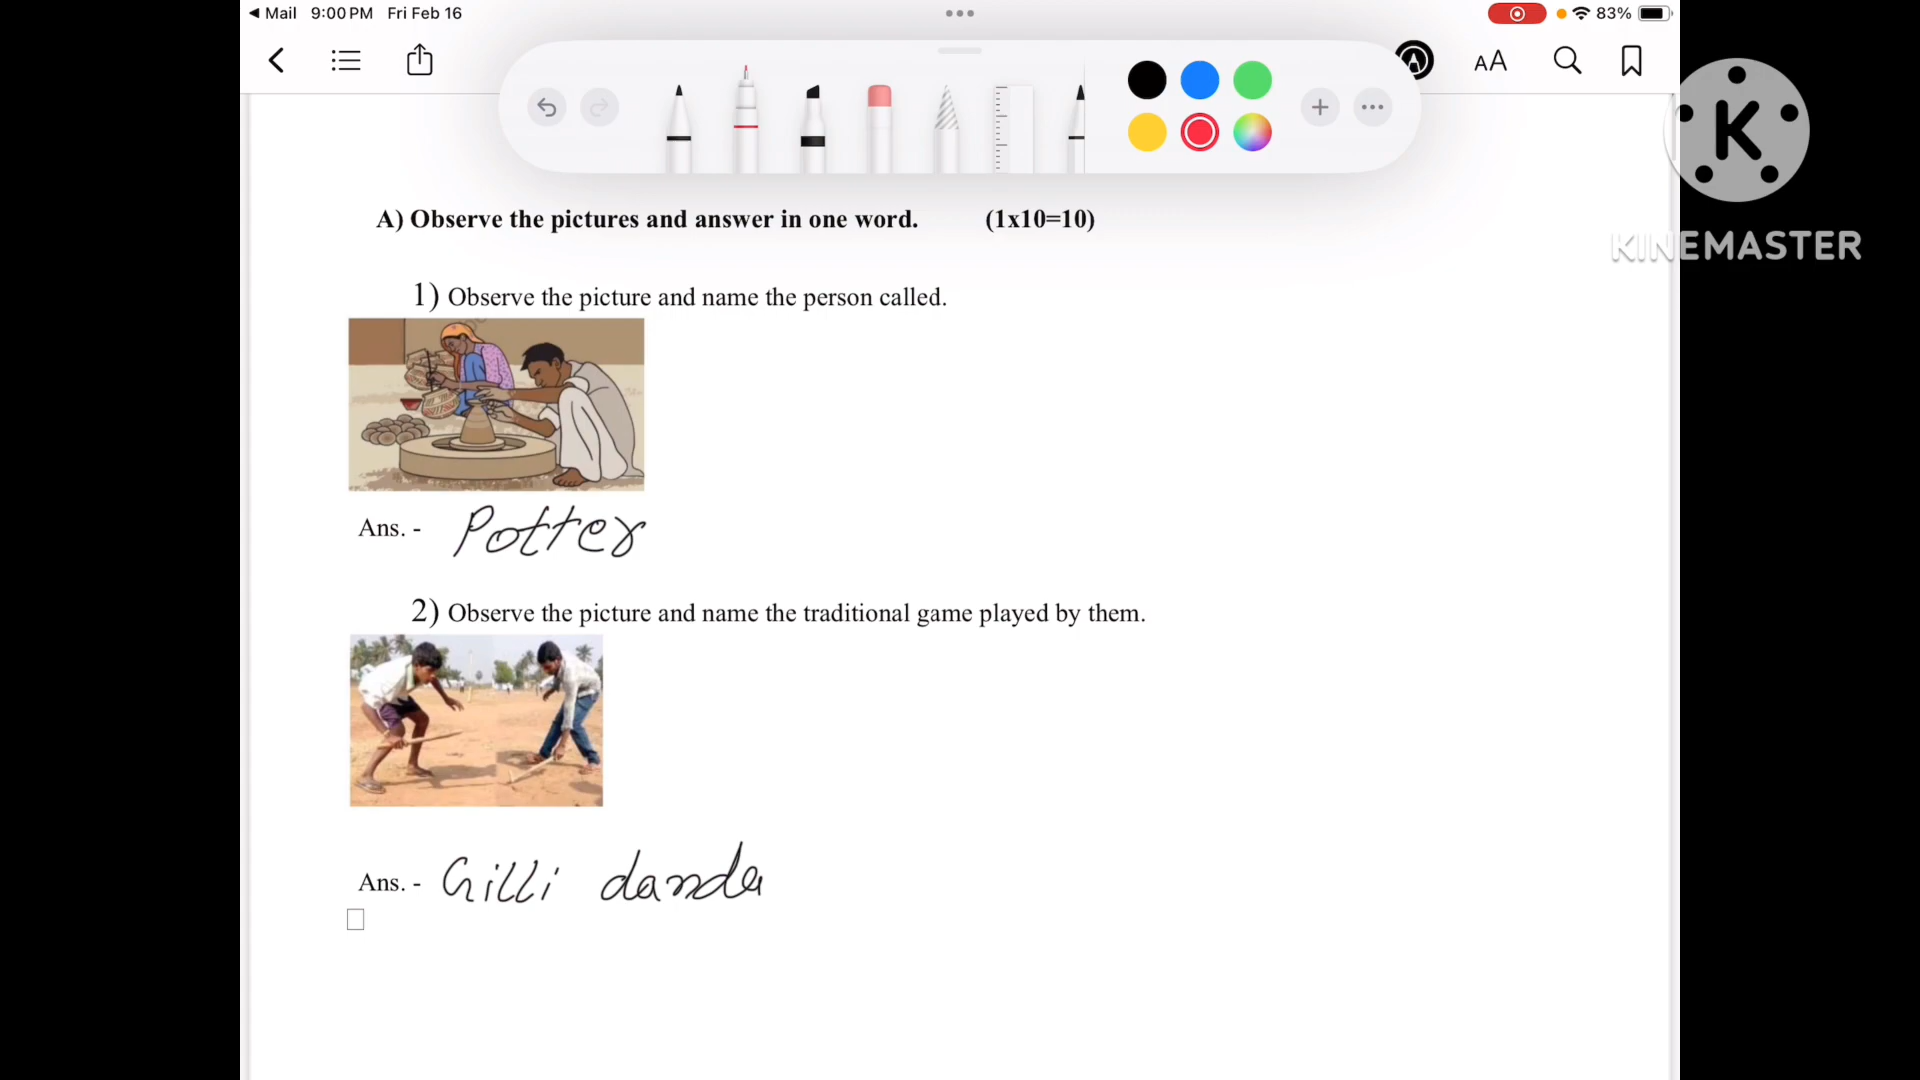 ◀ Mail 9:00 PM Fri Feb 16 83%
AA
K
KINEMASTER
A) Observe the pictures and answer in one word. (1x10=10)
1) Observe the picture and name the person called.
Ans. - Potter
2) Observe the picture and name the traditional game played by them.
Ans. - Gilli danda